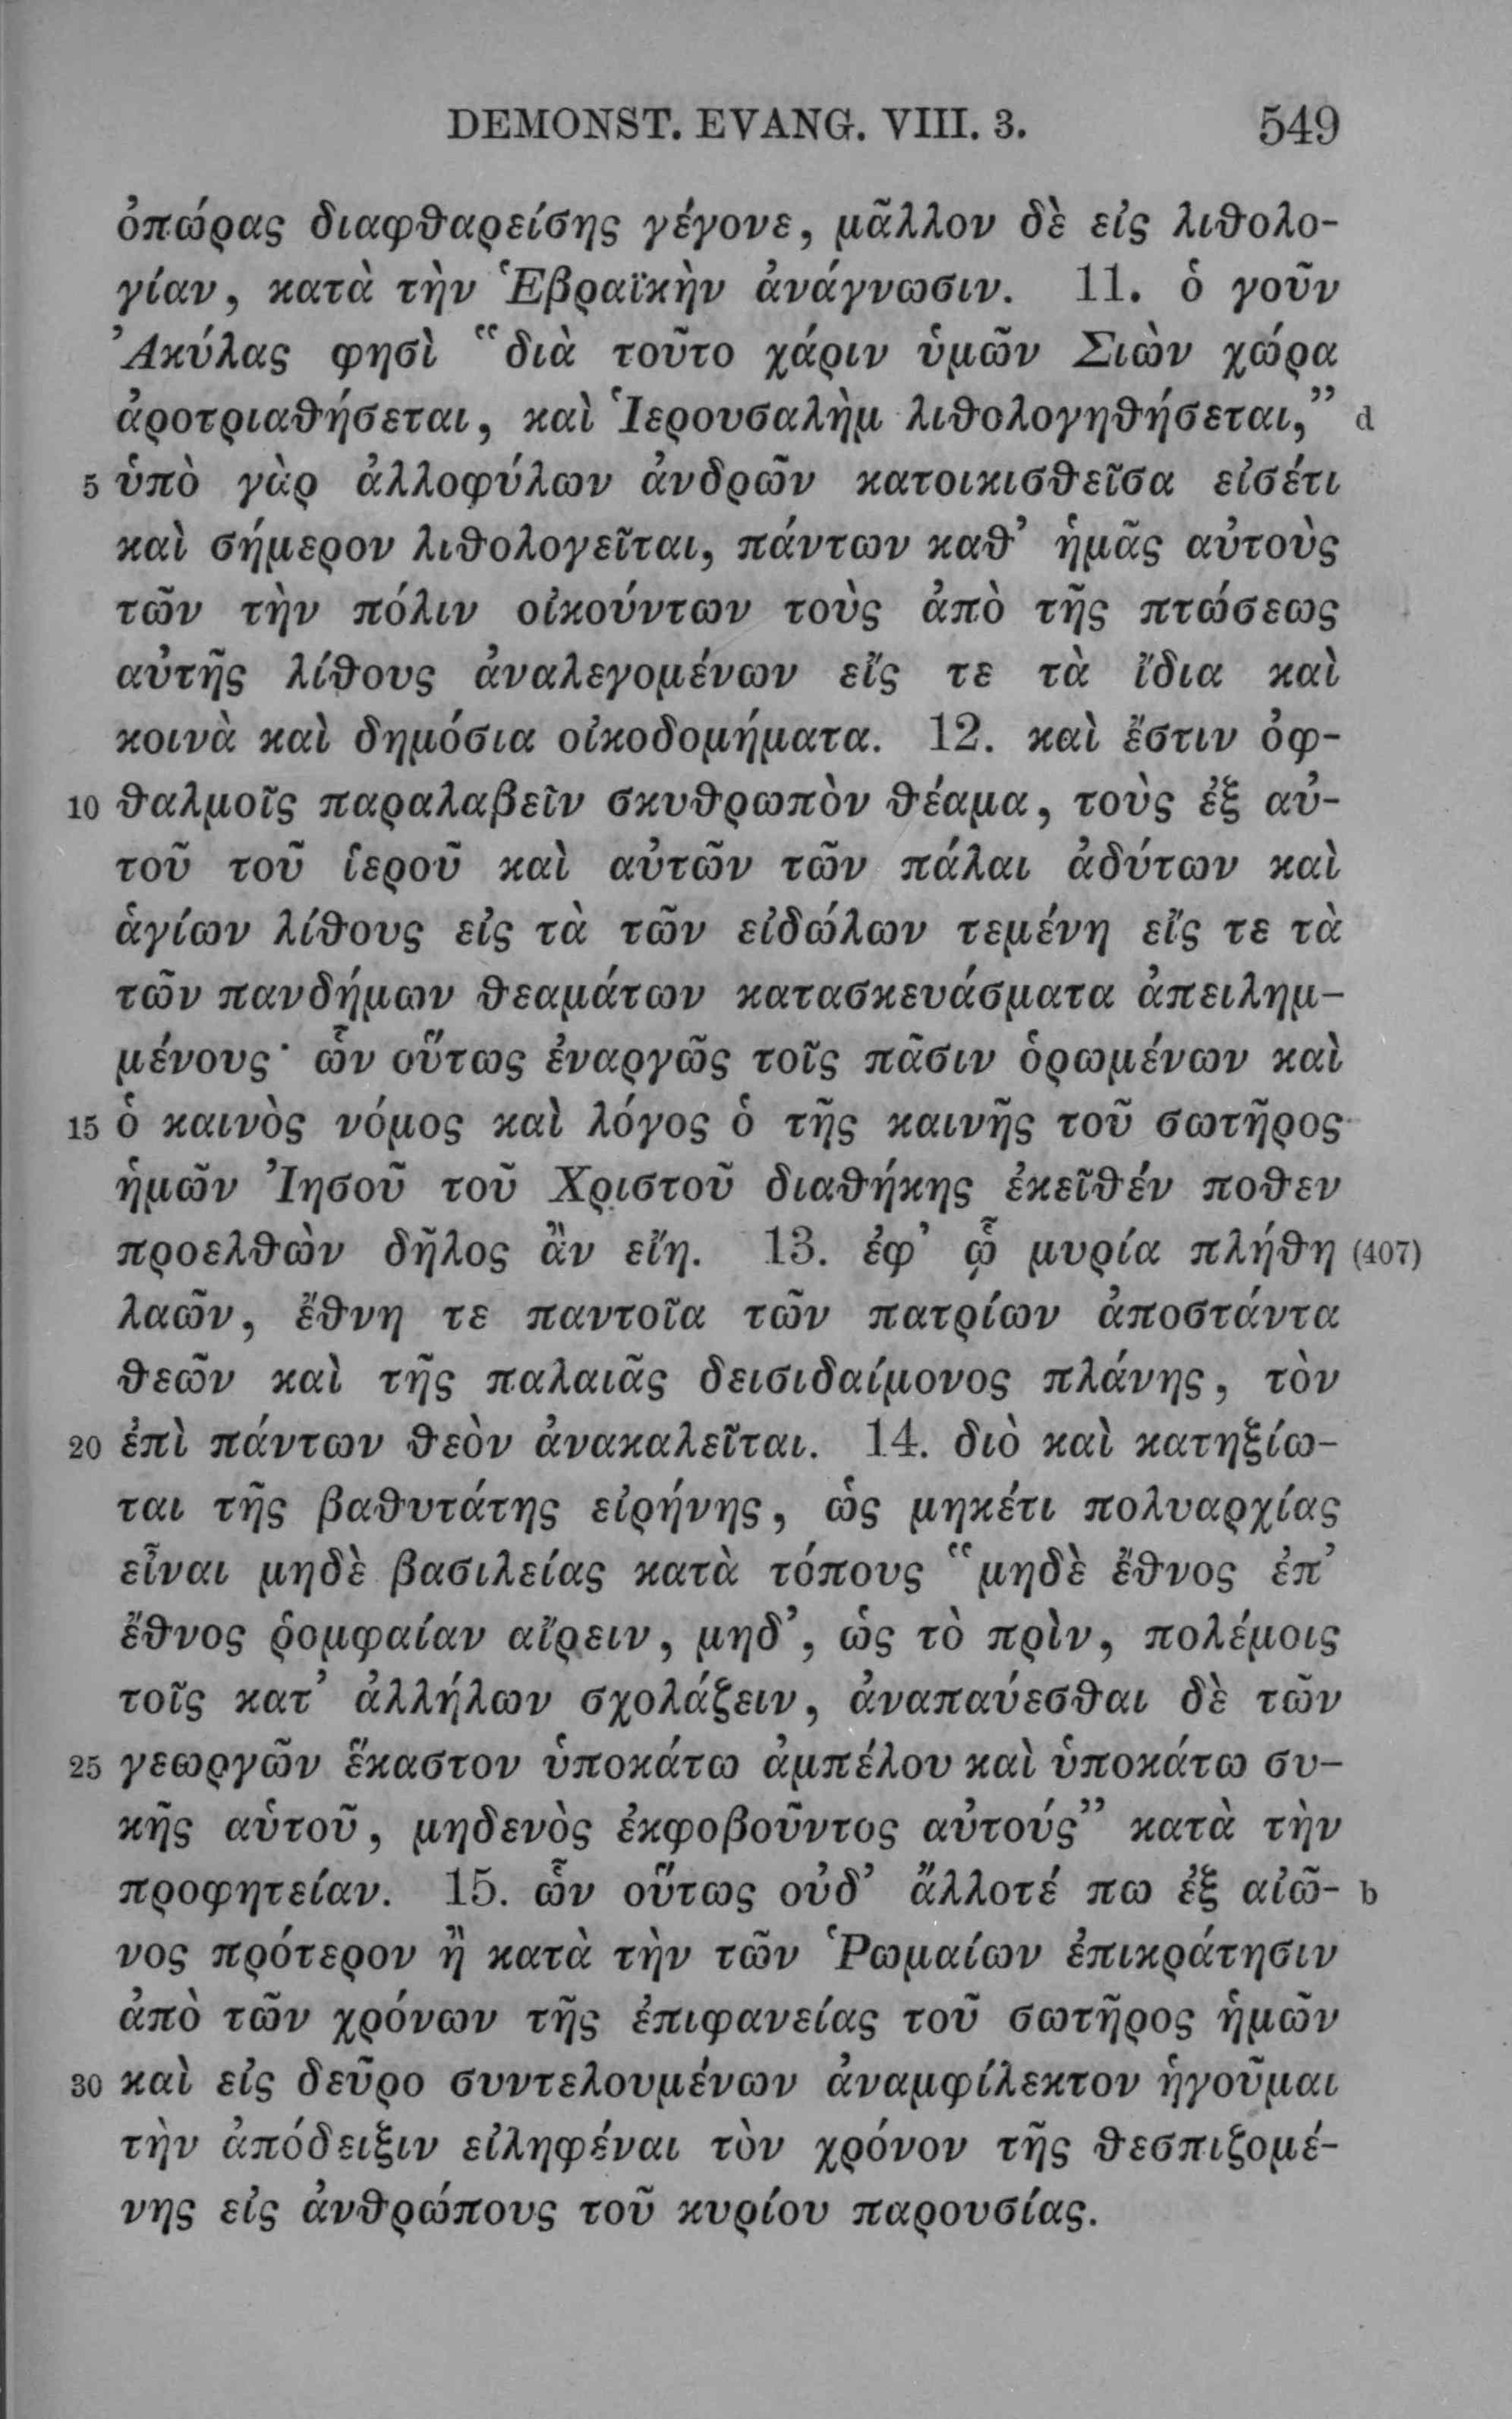 DEMONST. EVANG. VIII. 3. 549
ὀπώρας διαφθαρείσης γέγονε, μᾶλλον δὲ εἰς λιθολο-
γίαν, κατὰ τὴν Ἑβραϊκὴν ἀνάγνωσιν. 11. ὁ γοῦν
Ἀκύλας φησὶ “διὰ τοῦτο χάριν ὑμῶν Σιὼν χώρα
ἀροτριαθήσεται, καὶ Ἱερουσαλὴμ λιθολογηθήσεται,” d
5 ὑπὸ γὰρ ἀλλοφύλων ἀνδρῶν κατοικισθεῖσα εἰσέτι
καὶ σήμερον λιθολογεῖται, πάντων καθ’ ἡμᾶς αὐτοὺς
τῶν τὴν πόλιν οἰκούντων τοὺς ἀπὸ τῆς πτώσεως
αὐτῆς λίθους ἀναλεγομένων εἴς τε τὰ ἴδια καὶ
κοινὰ καὶ δημόσια οἰκοδομήματα. 12. καὶ ἔστιν ὀφ-
10 θαλμοῖς παραλαβεῖν σκυθρωπὸν θέαμα, τοὺς ἐξ αὐ-
τοῦ τοῦ ἱεροῦ καὶ αὐτῶν τῶν πάλαι ἀδύτων καὶ
ἁγίων λίθους εἰς τὰ τῶν εἰδώλων τεμένη εἴς τε τὰ
τῶν πανδήμων θεαμάτων κατασκευάσματα ἀπειλημ-
μένους· ὧν οὕτως ἐναργῶς τοῖς πᾶσιν ὁρωμένων καὶ
15 ὁ καινὸς νόμος καὶ λόγος ὁ τῆς καινῆς τοῦ σωτῆρος
ἡμῶν Ἰησοῦ τοῦ Χριστοῦ διαθήκης ἐκεῖθέν ποθεν
προελθὼν δῆλος ἂν εἴη. 13. ἐφ’ ᾧ μυρία πλήθη (407)
λαῶν, ἔθνη τε παντοῖα τῶν πατρίων ἀποστάντα
θεῶν καὶ τῆς παλαιᾶς δεισιδαίμονος πλάνης, τὸν
20 ἐπὶ πάντων θεὸν ἀνακαλεῖται. 14. διὸ καὶ κατηξίω-
ται τῆς βαθυτάτης εἰρήνης, ὡς μηκέτι πολυαρχίας
εἶναι μηδὲ βασιλείας κατὰ τόπους “μηδὲ ἔθνος ἐπ’
ἔθνος ῥομφαίαν αἴρειν, μηδ’, ὡς τὸ πρὶν, πολέμοις
τοῖς κατ’ ἀλλήλων σχολάζειν, ἀναπαύεσθαι δὲ τῶν
25 γεωργῶν ἕκαστον ὑποκάτω ἀμπέλου καὶ ὑποκάτω συ-
κῆς αὑτοῦ, μηδενὸς ἐκφοβοῦντος αὐτούς” κατὰ τὴν
προφητείαν. 15. ὧν οὕτως οὐδ’ ἄλλοτέ πω ἐξ αἰῶ- b
νος πρότερον ἢ κατὰ τὴν τῶν Ῥωμαίων ἐπικράτησιν
ἀπὸ τῶν χρόνων τῆς ἐπιφανείας τοῦ σωτῆρος ἡμῶν
30 καὶ εἰς δεῦρο συντελουμένων ἀναμφίλεκτον ἡγοῦμαι
τὴν ἀπόδειξιν εἰληφέναι τὸν χρόνον τῆς θεσπιζομέ-
νης εἰς ἀνθρώπους τοῦ κυρίου παρουσίας.